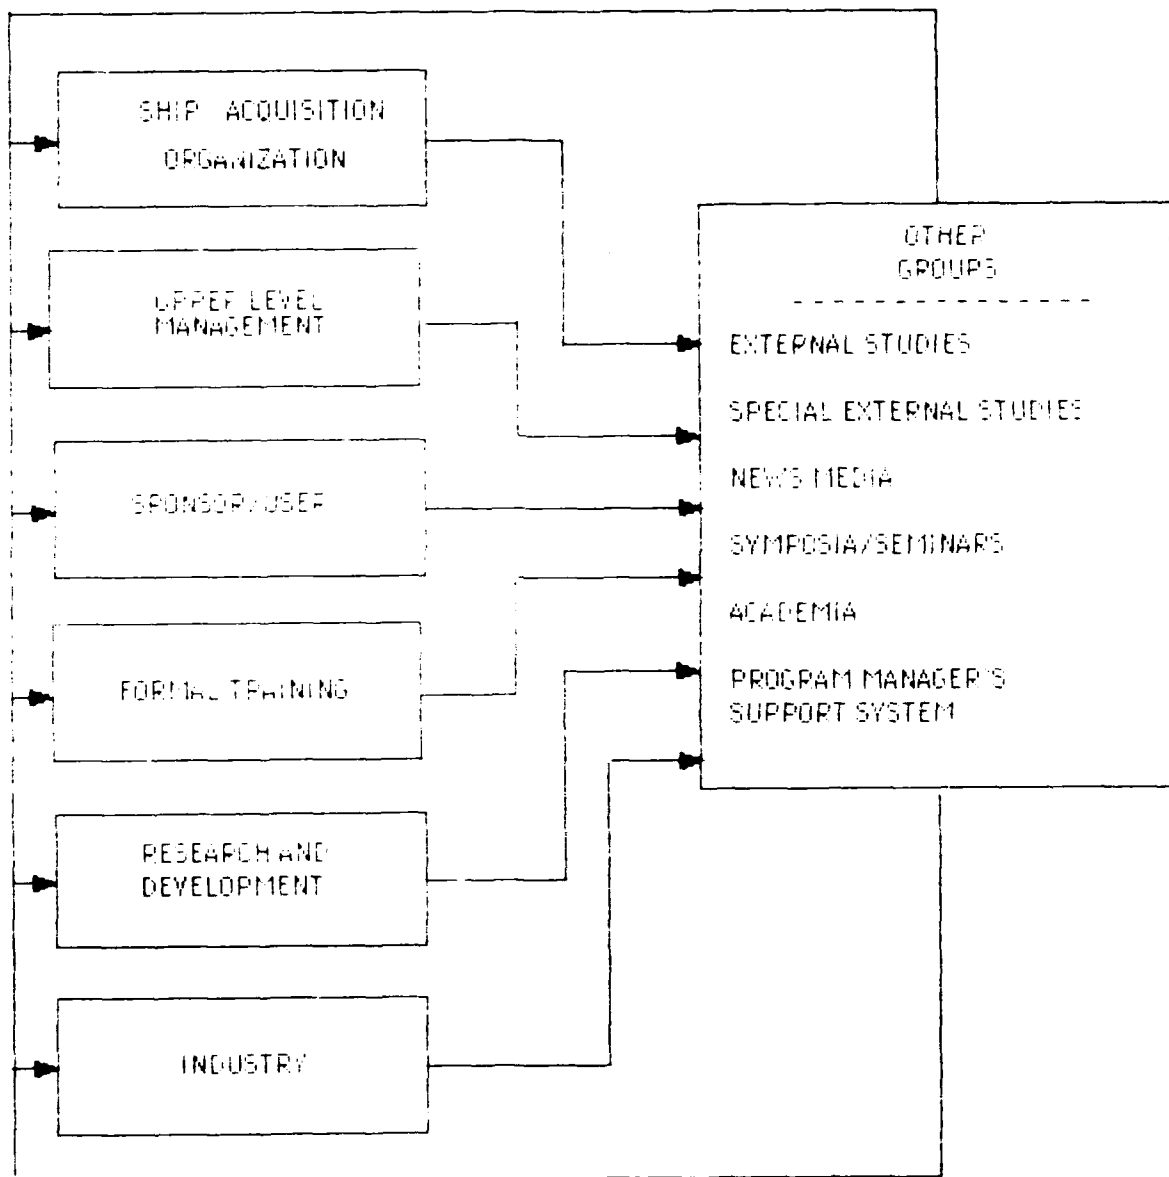 SHIP ACQUISITION
ORGANIZATION
UPPER LEVEL
MANAGEMENT
SPONSOR/USER
FORMAL TRAINING
RESEARCH AND
DEVELOPMENT
INDUSTRY
OTHER
GROUPS
EXTERNAL STUDIES
SPECIAL EXTERNAL STUDIES
NEWS MEDIA
SYMPOSIA/SEMINARS
ACADEMIA
PROGRAM MANAGER'S
SUPPORT SYSTEM